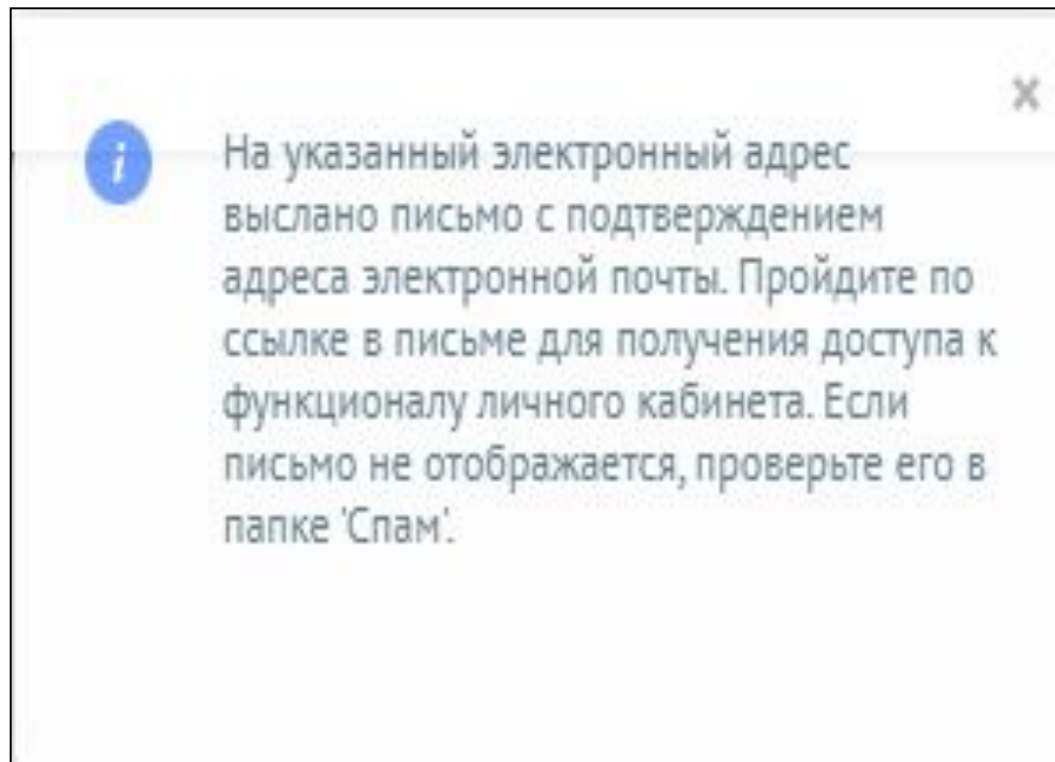 На указанный электронный адрес
выслано письмо с подтверждением
адреса электронной почты. Пройдите по
ссылке в письме для получения доступа к
функционалу личного кабинета. Если
письмо не отображается, проверьте его в
папке 'Спам'.